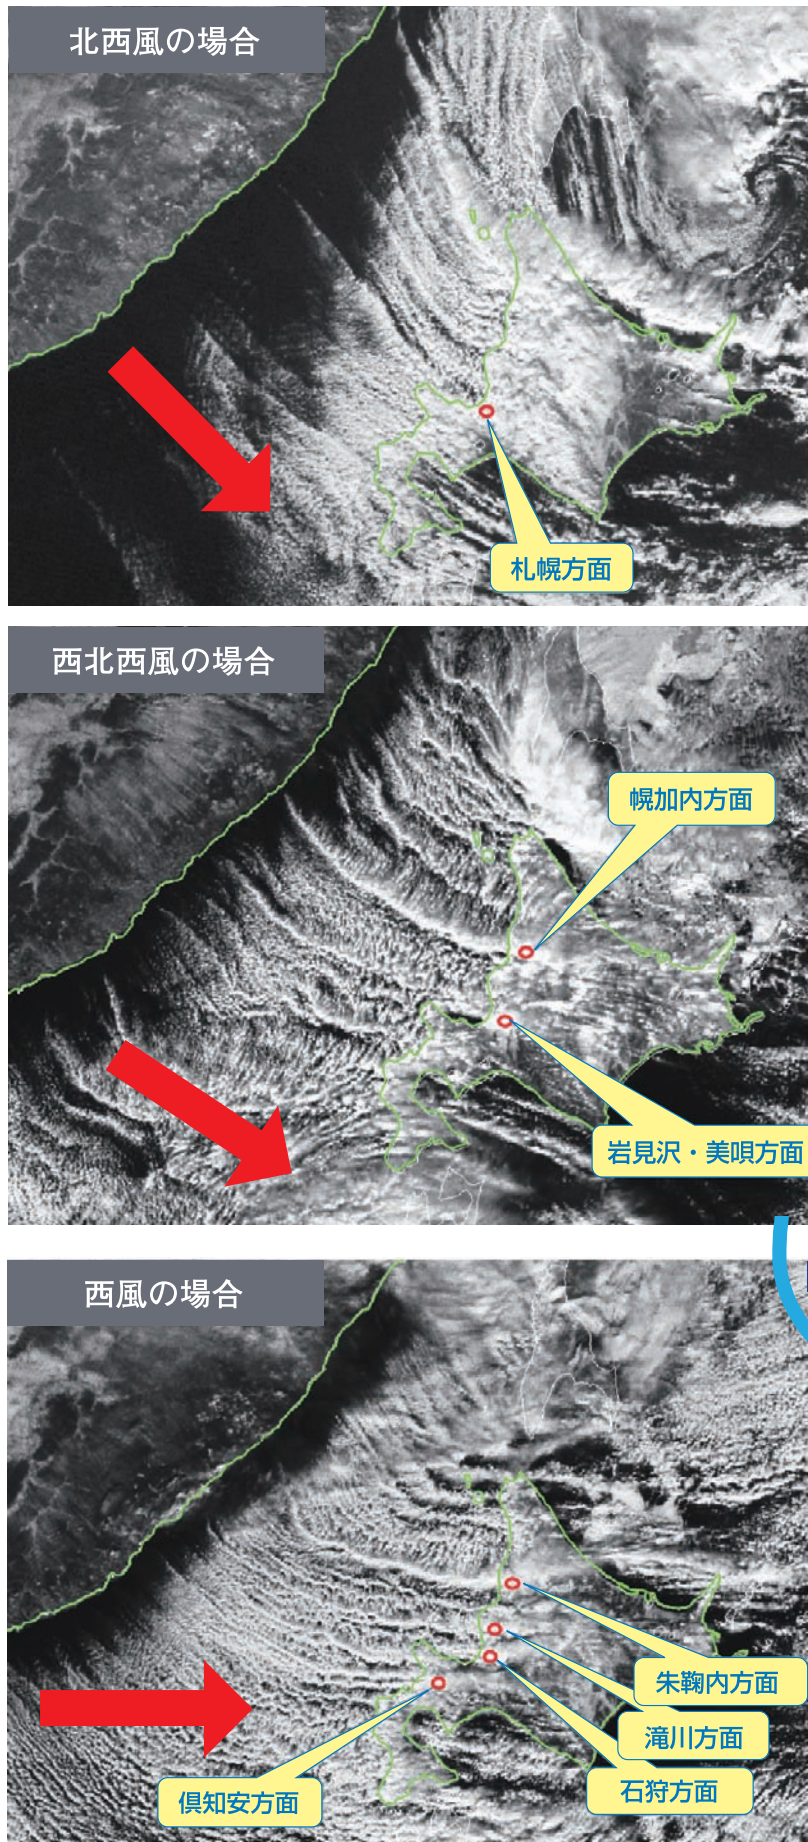 北西風の場合
札幌方面
西北西風の場合
幌加内方面
岩見沢・美唄方面
西風の場合
朱鞠内方面
滝川方面
石狩方面
倶知安方面